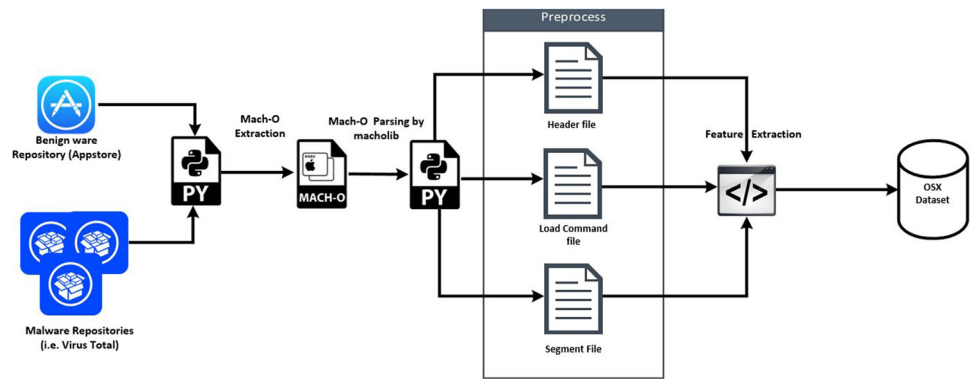 Preprocess
Benign ware
Repository (Appstore)
Mach-O
Extraction
Mach-O Parsing by
macholib
PY
EXEC
MACH-O
PY
Header file
Feature Extraction
</>
OSX
Dataset
Load Command
file
Malware Repositories
(i.e. Virus Total)
Segment File